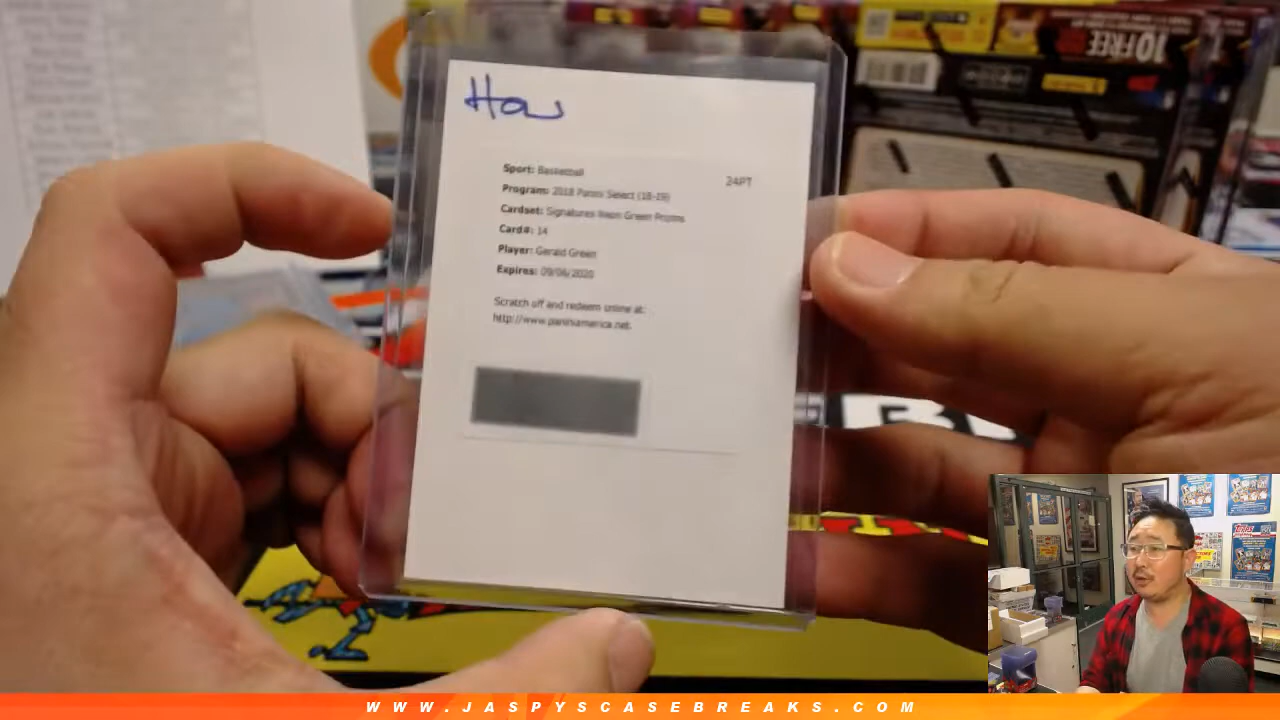 10 FREE
Hou
24PT
Sport: Basketball
Program: 2018 Panini Select (18-19)
Cardset: Signatures Neon Green Prizms
Card#: 14
Player: Gerald Green
Expires: 09/06/2020
Scratch off and redeem online at:
http://www.paniniamerica.net.
Topps
WWW.JASPYSCASEBREAKS.COM